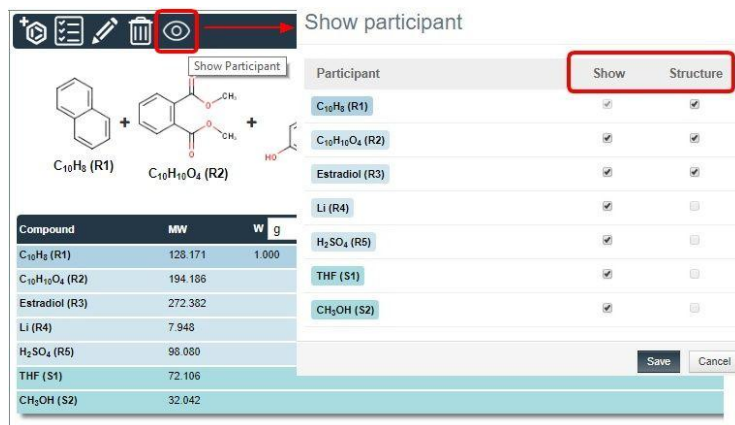 Show participant
Show Participant
Participant Show Structure
C₁₀H₈ (R1)
C₁₀H₁₀O₄ (R2)
Estradiol (R3)
Li (R4)
H₂SO₄ (R5)
THF (S1)
CH₃OH (S2)
Save Cancel
CH₃
O
O
O
O
CH₃
HO
+ +
C₁₀H₈ (R1) C₁₀H₁₀O₄ (R2)
Compound MW W g
C₁₀H₈ (R1) 128.171 1.000
C₁₀H₁₀O₄ (R2) 194.186
Estradiol (R3) 272.382
Li (R4) 7.948
H₂SO₄ (R5) 98.080
THF (S1) 72.106
CH₃OH (S2) 32.042